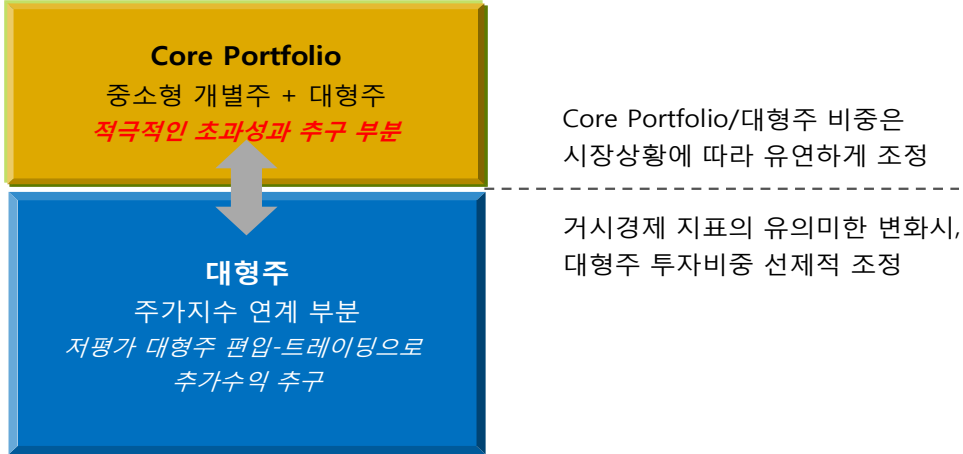 Core Portfolio
중소형 개별주 + 대형주
적극적인 초과성과 추구 부분
Core Portfolio/대형주 비중은
시장상황에 따라 유연하게 조정
거시경제 지표의 유의미한 변화시,
대형주 투자비중 선제적 조정
대형주
주가지수 연계 부분
저평가 대형주 편입-트레이딩으로
추가수익 추구